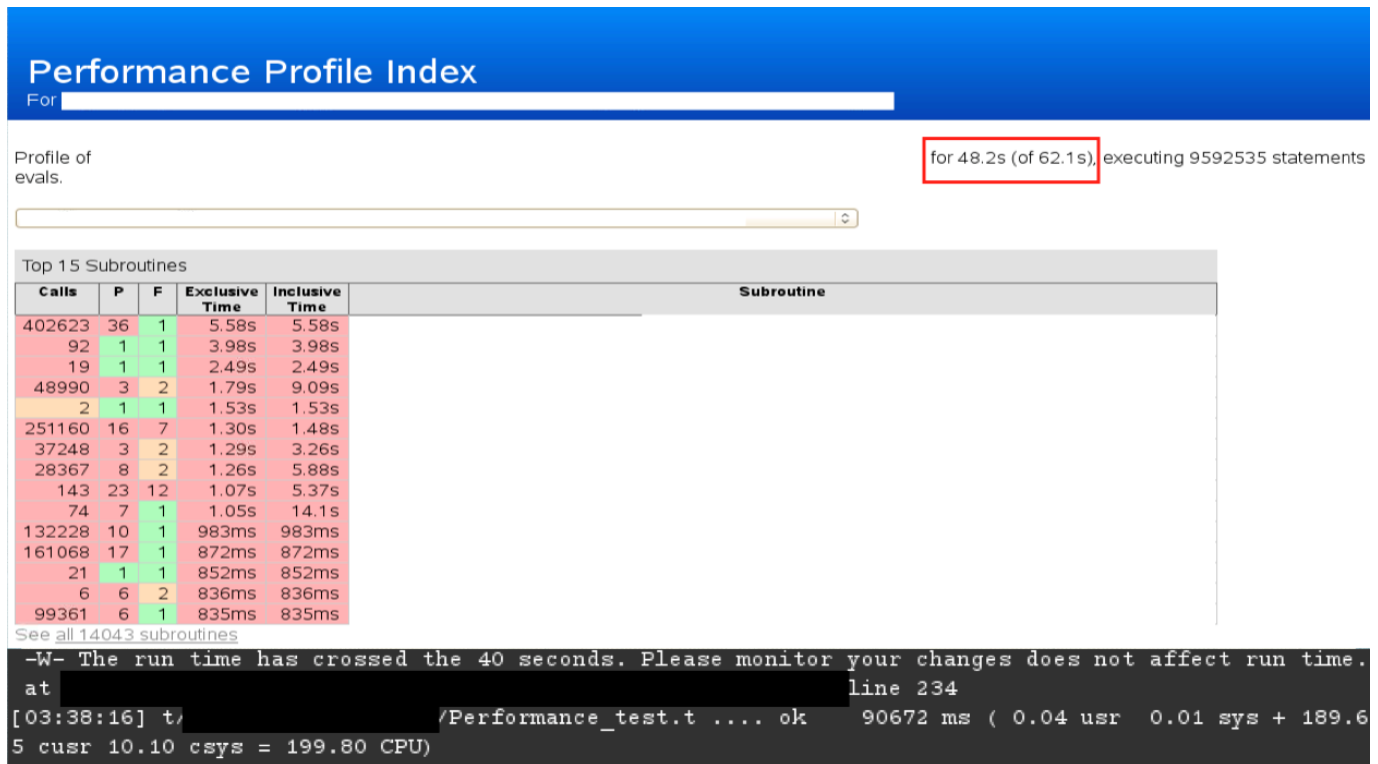 Performance Profile Index
For
Profile of for 48.2s (of 62.1s), executing 9592535 statements
evals.
Top 15 Subroutines
Calls P F Exclusive Time Inclusive Time Subroutine
402623 36 1 5.58s 5.58s
92 1 1 3.98s 3.98s
19 1 1 2.49s 2.49s
48990 3 2 1.79s 9.09s
2 1 1 1.53s 1.53s
251160 16 7 1.30s 1.48s
37248 3 2 1.29s 3.26s
28367 8 2 1.26s 5.88s
143 23 12 1.07s 5.37s
74 7 1 1.05s 14.1s
132228 10 1 983ms 983ms
161068 17 1 872ms 872ms
21 1 1 852ms 852ms
6 6 2 836ms 836ms
99361 6 1 835ms 835ms
See all 14043 subroutines
-W- The run time has crossed the 40 seconds. Please monitor your changes does not affect run time.
at line 234
[03:38:16] t/ /Performance_test.t .... ok 90672 ms ( 0.04 usr 0.01 sys + 189.6
5 cusr 10.10 csys = 199.80 CPU)